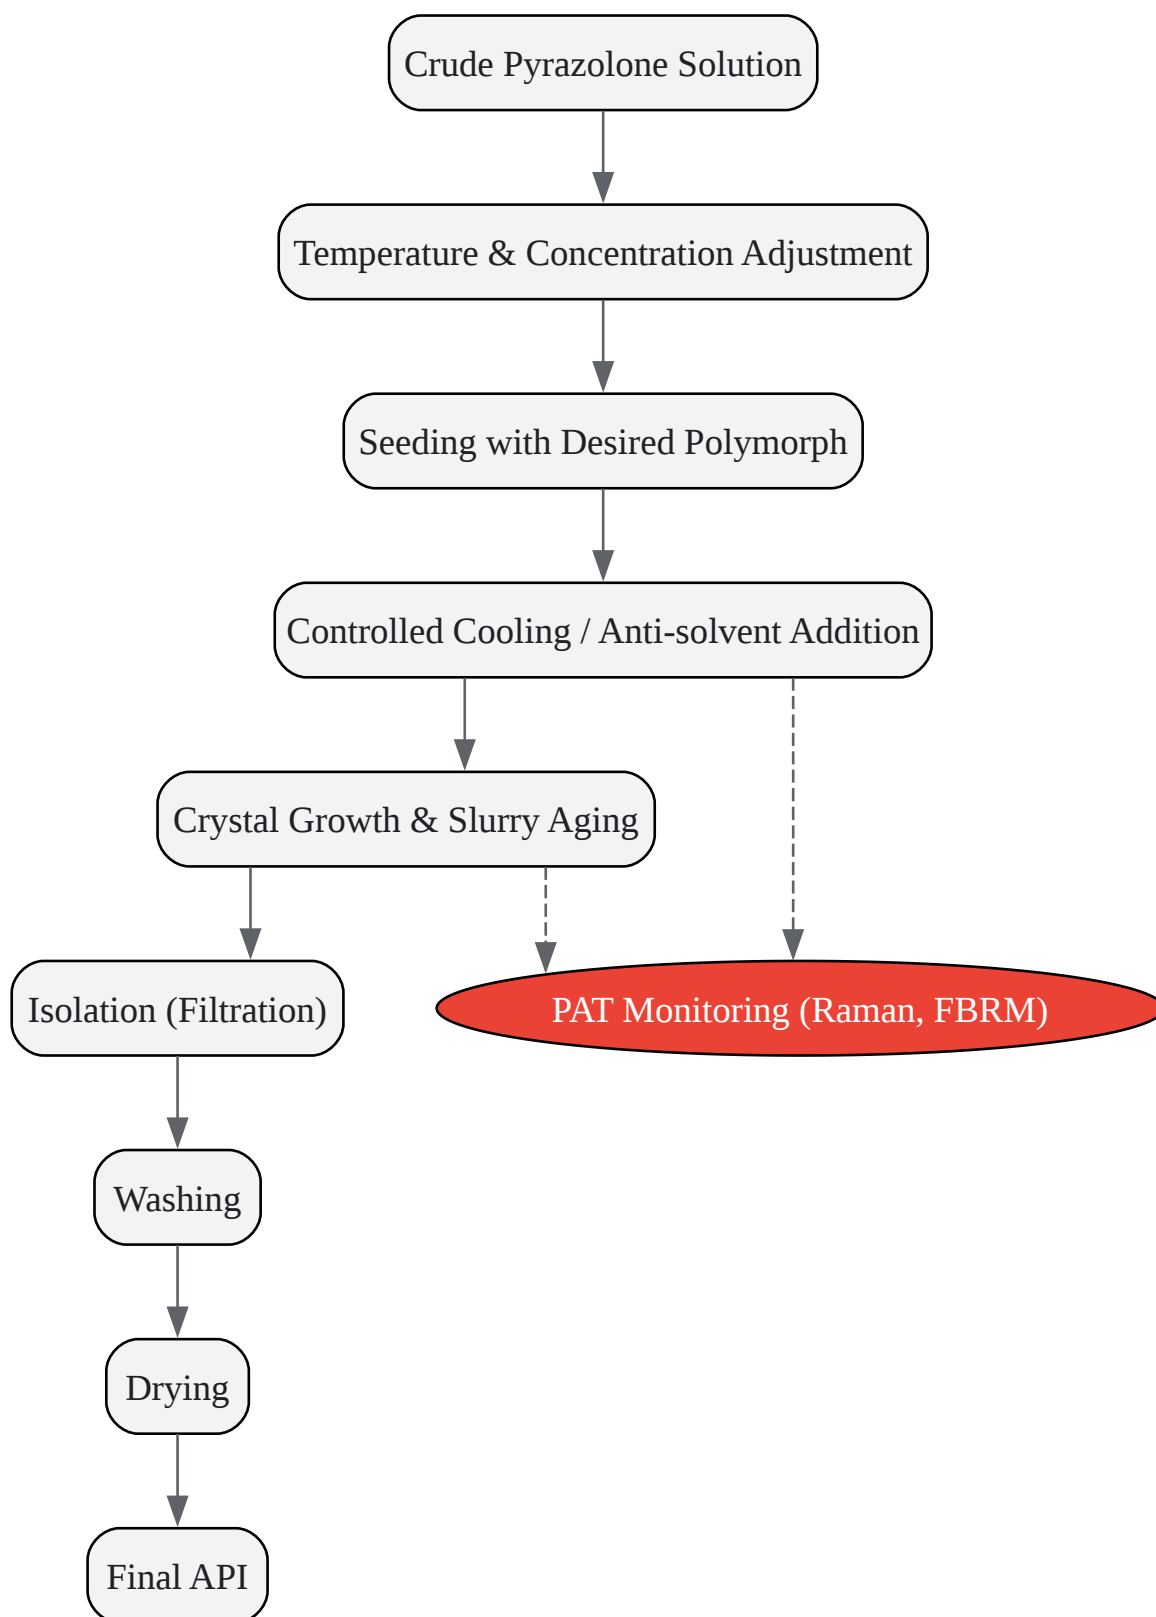 Crude Pyrazolone Solution
Temperature & Concentration Adjustment
Seeding with Desired Polymorph
Controlled Cooling / Anti-solvent Addition
Crystal Growth & Slurry Aging
Isolation (Filtration)
PAT Monitoring (Raman, FBRM)
Washing
Drying
Final API